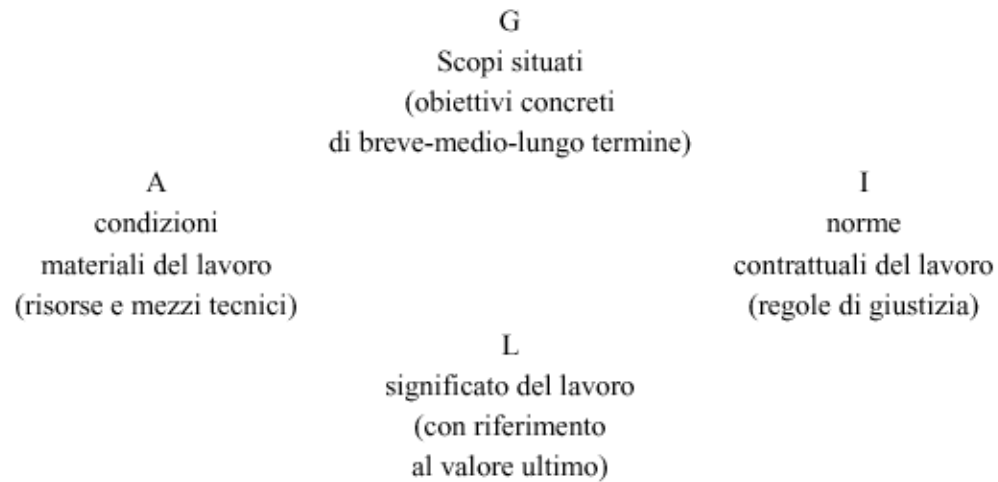 G
Scopi situati
(obiettivi concreti
di breve-medio-lungo termine)
A
condizioni
materiali del lavoro
(risorse e mezzi tecnici)
I
norme
contrattuali del lavoro
(regole di giustizia)
L
significato del lavoro
(con riferimento
al valore ultimo)